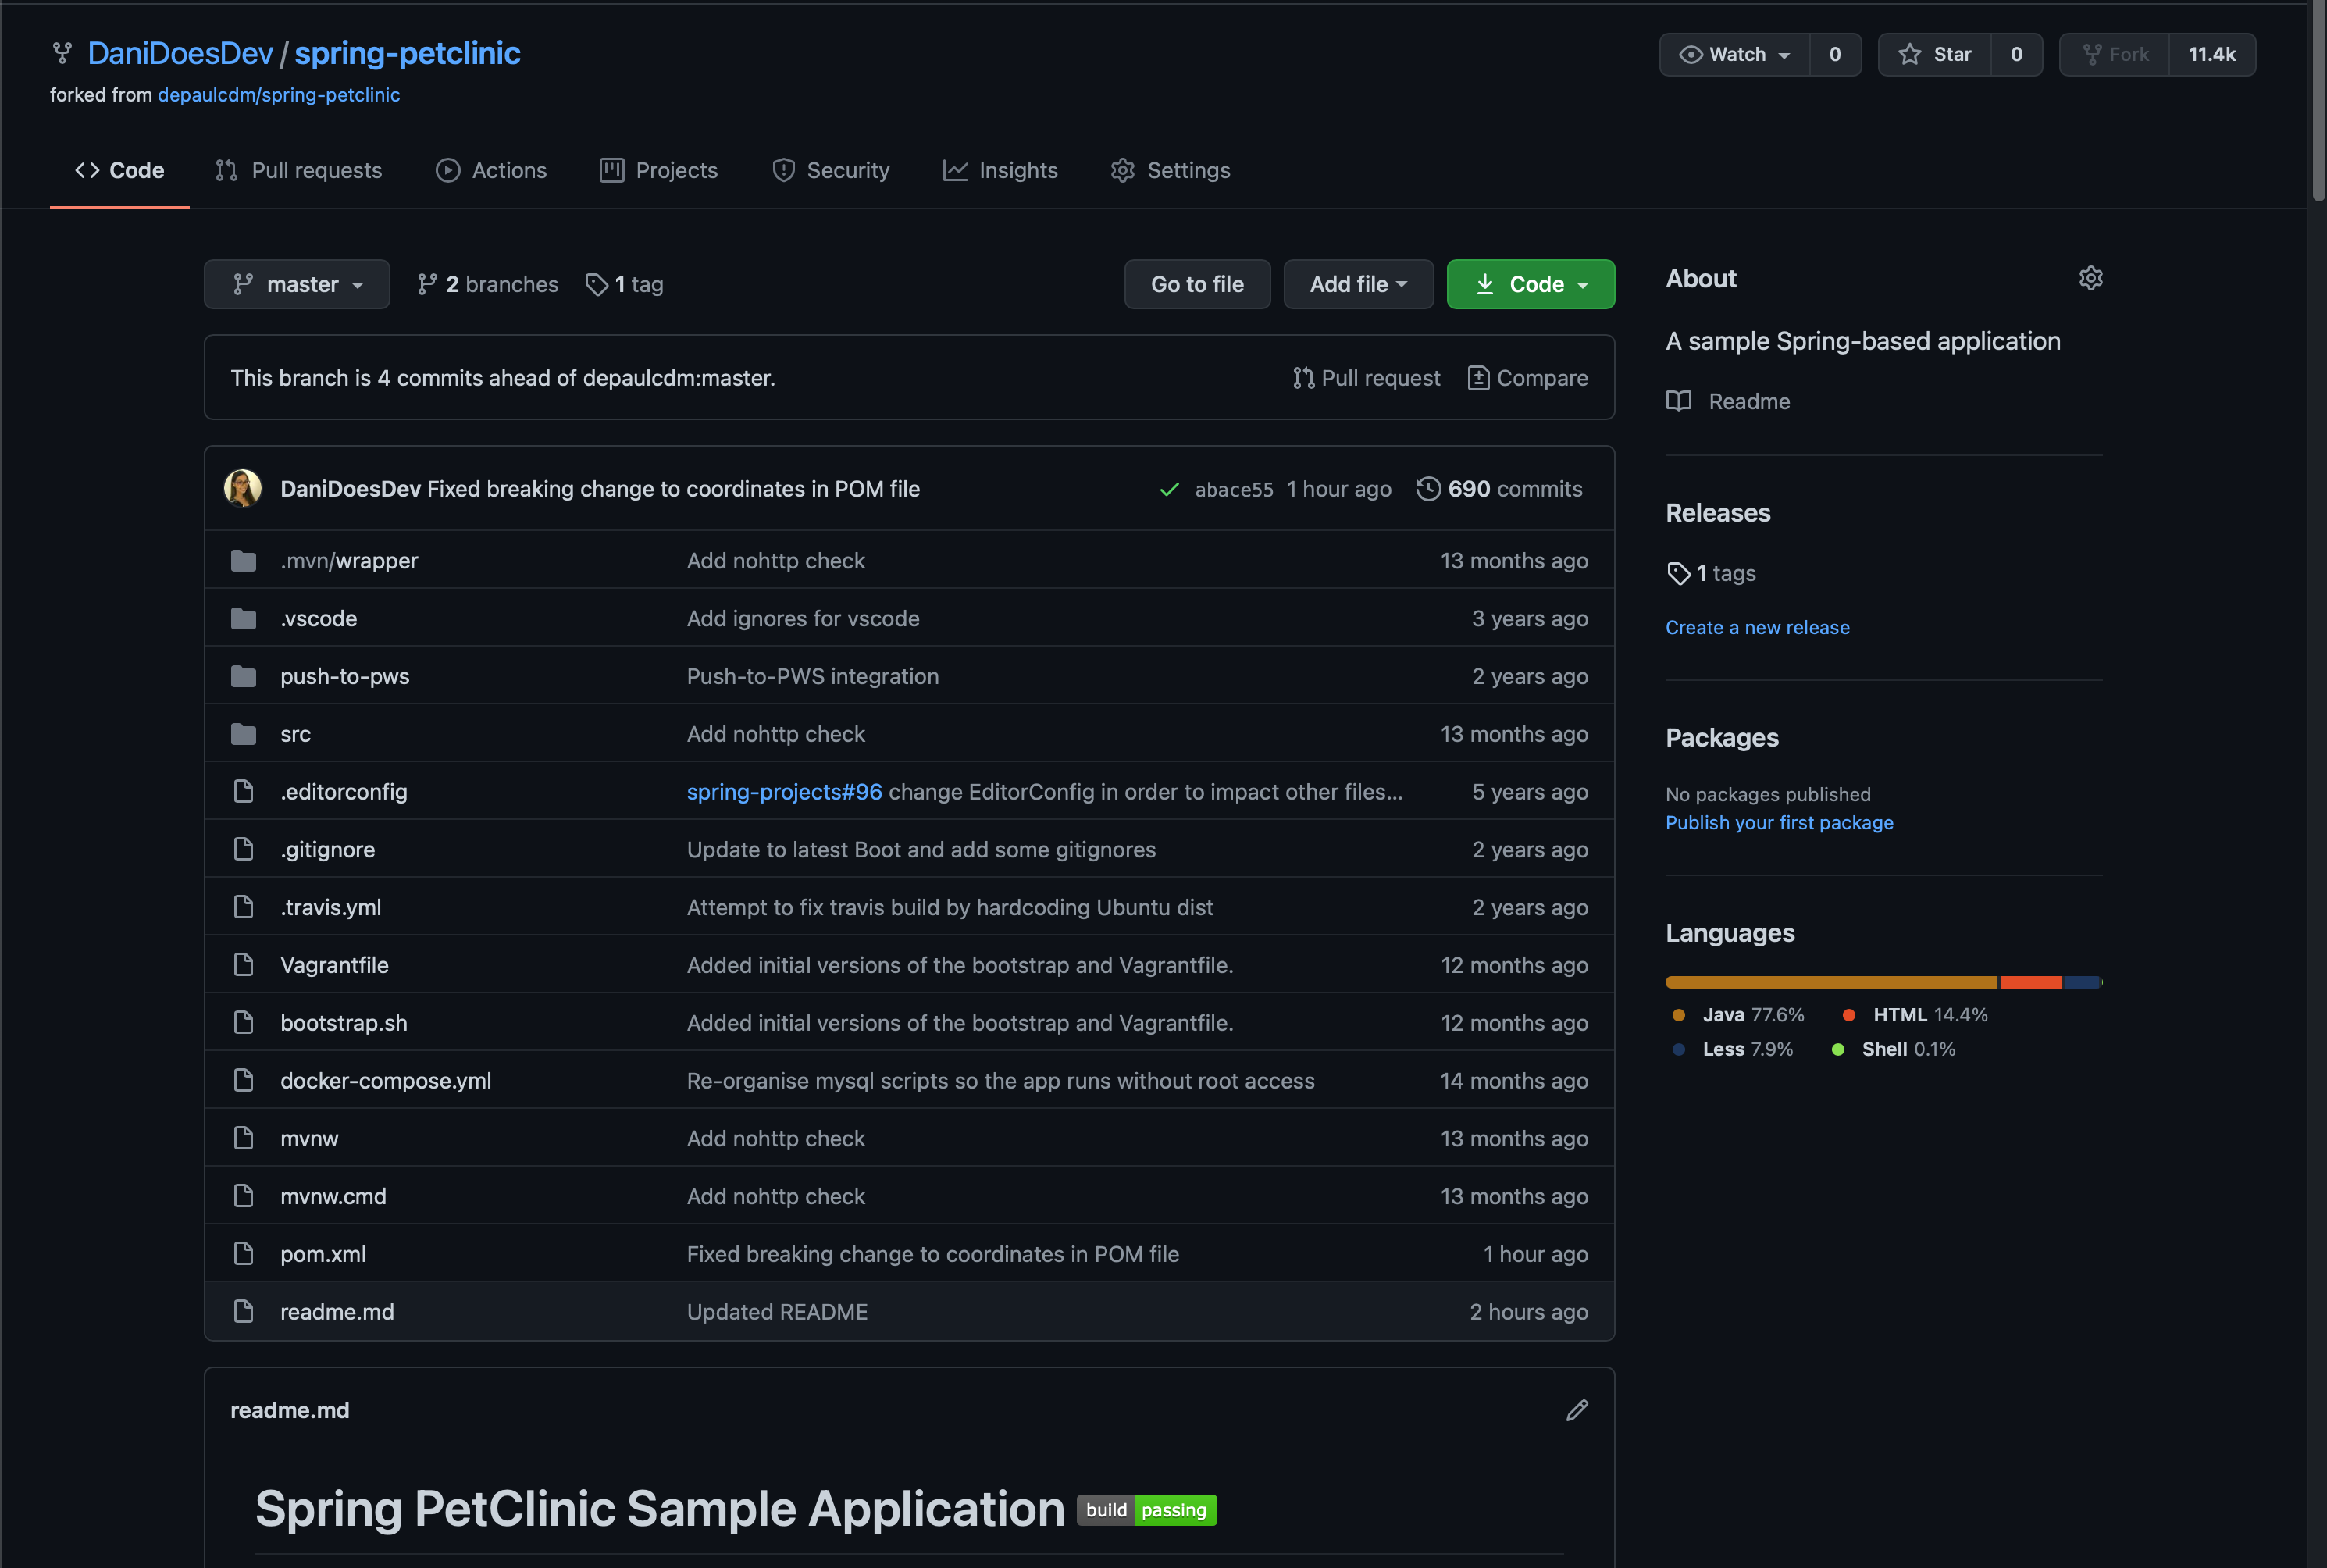 DaniDoesDev / spring-petclinic
Watch 0 Star 0 Fork 11.4k
forked from depaulcdm/spring-petclinic
Code Pull requests Actions Projects Security Insights Settings
master 2 branches 1 tag Go to file Add file Code
This branch is 4 commits ahead of depaulcdm:master. Pull request Compare
DaniDoesDev Fixed breaking change to coordinates in POM file abace55 1 hour ago 690 commits
.mvn/wrapper Add nohttp check 13 months ago
.vscode Add ignores for vscode 3 years ago
push-to-pws Push-to-PWS integration 2 years ago
src Add nohttp check 13 months ago
.editorconfig spring-projects#96 change EditorConfig in order to impact other files... 5 years ago
.gitignore Update to latest Boot and add some gitignores 2 years ago
.travis.yml Attempt to fix travis build by hardcoding Ubuntu dist 2 years ago
Vagrantfile Added initial versions of the bootstrap and Vagrantfile. 12 months ago
bootstrap.sh Added initial versions of the bootstrap and Vagrantfile. 12 months ago
docker-compose.yml Re-organise mysql scripts so the app runs without root access 14 months ago
mvnw Add nohttp check 13 months ago
mvnw.cmd Add nohttp check 13 months ago
pom.xml Fixed breaking change to coordinates in POM file 1 hour ago
readme.md Updated README 2 hours ago
readme.md
Spring PetClinic Sample Application build passing
About
A sample Spring-based application
Readme
Releases
1 tags
Create a new release
Packages
No packages published
Publish your first package
Languages
Java 77.6% HTML 14.4%
Less 7.9% Shell 0.1%